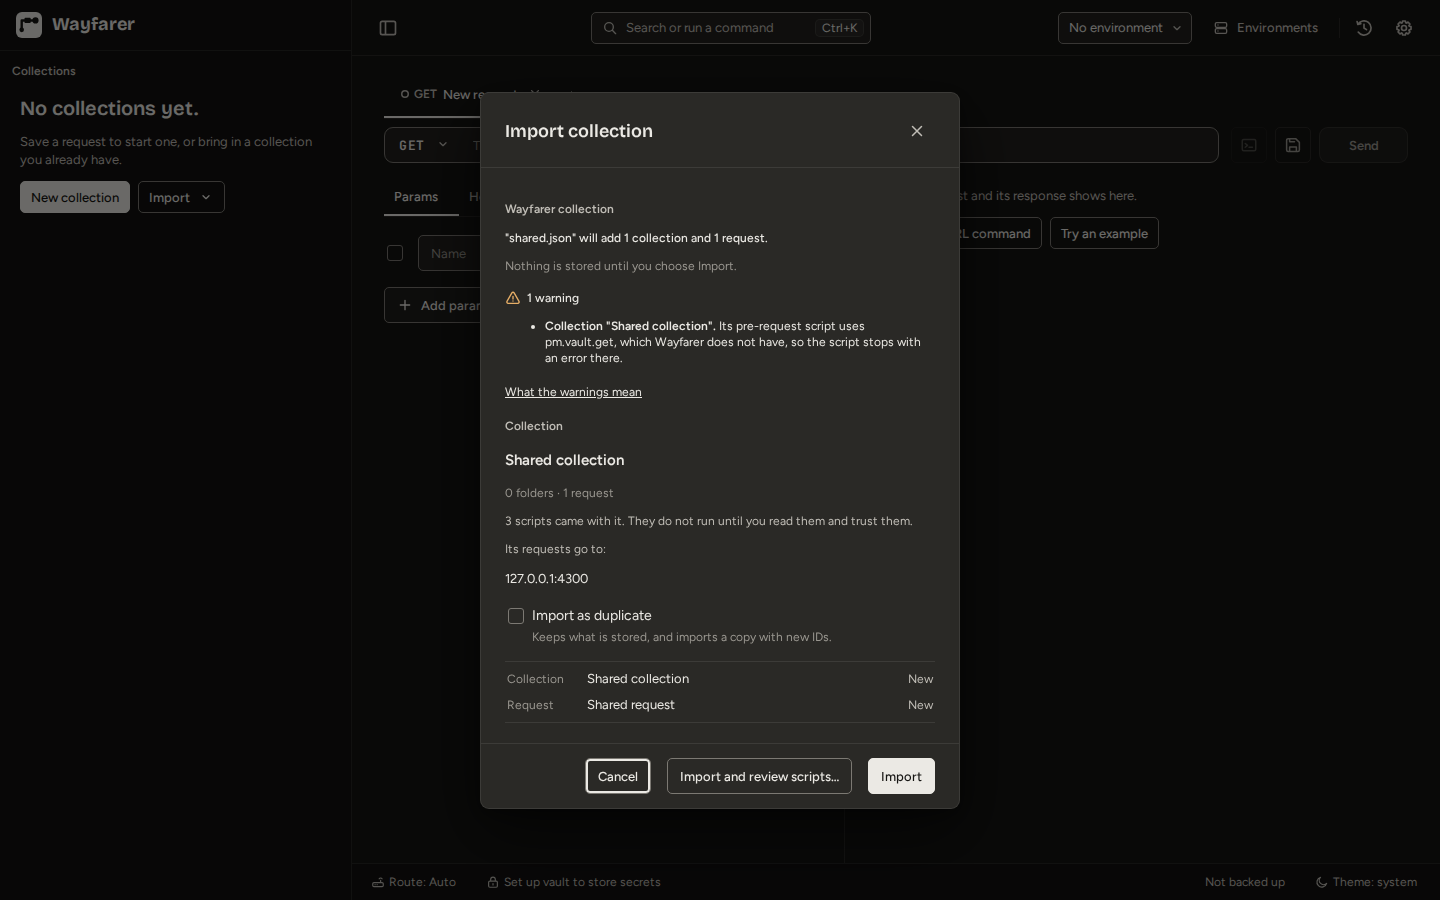 Wayfarer
Search or run a command
Ctrl+K
No environment
Environments
Collections
No collections yet.
Save a request to start one, or bring in a collection
you already have.
New collection
Import
GET New
GET
Params
Name
Add
Send
st and its response shows here.
command
Try an example
Import collection
Wayfarer collection
"shared.json" will add 1 collection and 1 request.
Nothing is stored until you choose Import.
1 warning
• Collection "Shared collection". Its pre-request script uses
pm.vault.get, which Wayfarer does not have, so the script stops with
an error there.
What the warnings mean
Collection
Shared collection
0 folders · 1 request
3 scripts came with it. They do not run until you read them and trust them.
Its requests go to:
127.0.0.1:4300
Import as duplicate
Keeps what is stored, and imports a copy with new IDs.
Collection Shared collection New
Request Shared request New
Cancel
Import and review scripts...
Import
Route: Auto
Set up vault to store secrets
Not backed up
Theme: system